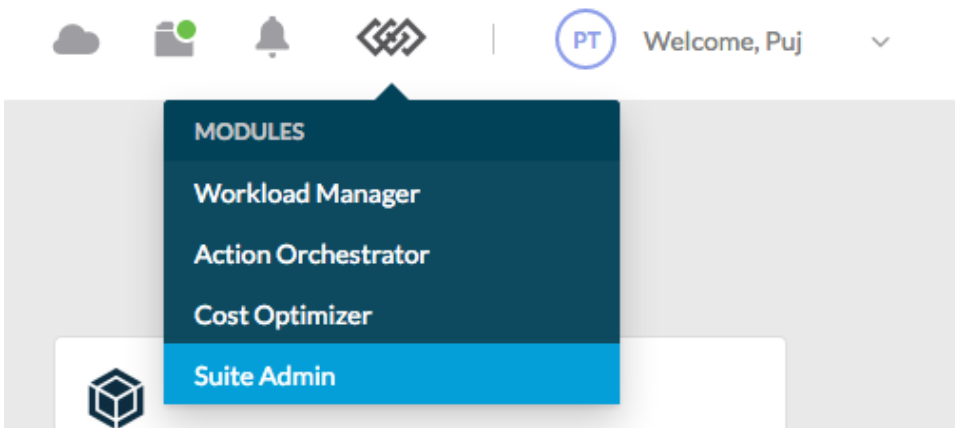 PT Welcome, Puj
MODULES
Workload Manager
Action Orchestrator
Cost Optimizer
Suite Admin